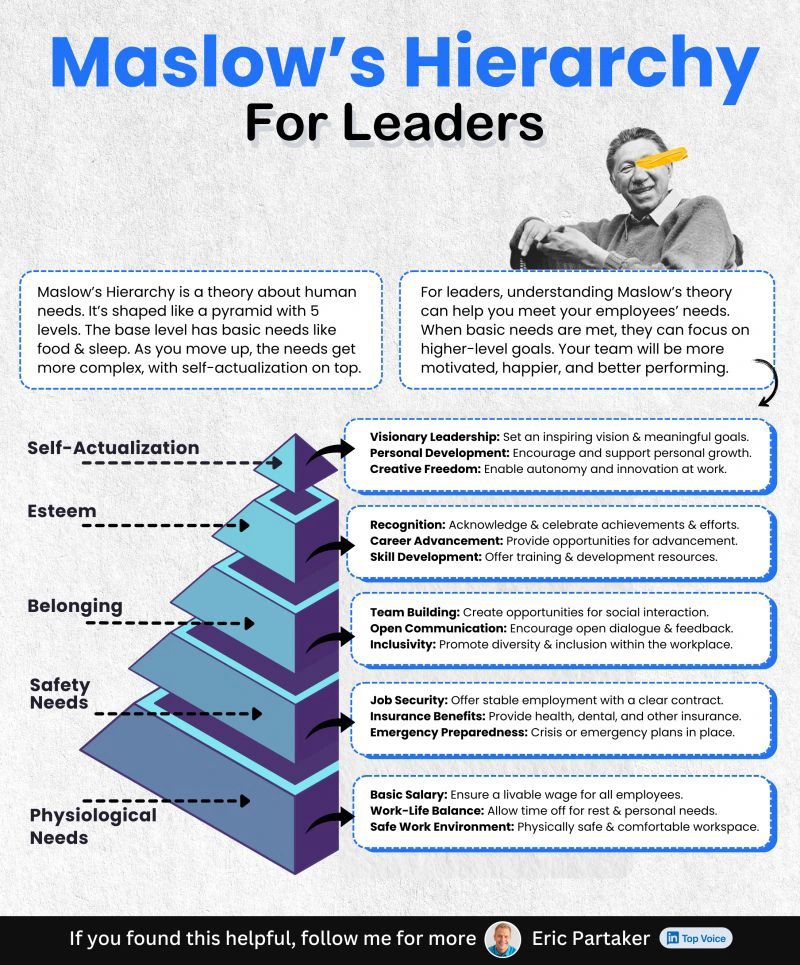 Maslow’s Hierarchy
For Leaders
Maslow’s Hierarchy is a theory about human
needs. It’s shaped like a pyramid with 5
levels. The base level has basic needs like
food & sleep. As you move up, the needs get
more complex, with self-actualization on top.
For leaders, understanding Maslow’s theory
can help you meet your employees’ needs.
When basic needs are met, they can focus on
higher-level goals. Your team will be more
motivated, happier, and better performing.
Self-Actualization
Visionary Leadership: Set an inspiring vision & meaningful goals.
Personal Development: Encourage and support personal growth.
Creative Freedom: Enable autonomy and innovation at work.
Esteem
Recognition: Acknowledge & celebrate achievements & efforts.
Career Advancement: Provide opportunities for advancement.
Skill Development: Offer training & development resources.
Belonging
Team Building: Create opportunities for social interaction.
Open Communication: Encourage open dialogue & feedback.
Inclusivity: Promote diversity & inclusion within the workplace.
Safety
Needs
Job Security: Offer stable employment with a clear contract.
Insurance Benefits: Provide health, dental, and other insurance.
Emergency Preparedness: Crisis or emergency plans in place.
Physiological
Needs
Basic Salary: Ensure a livable wage for all employees.
Work-Life Balance: Allow time off for rest & personal needs.
Safe Work Environment: Physically safe & comfortable workspace.
If you found this helpful, follow me for more Eric Partaker in Top Voice